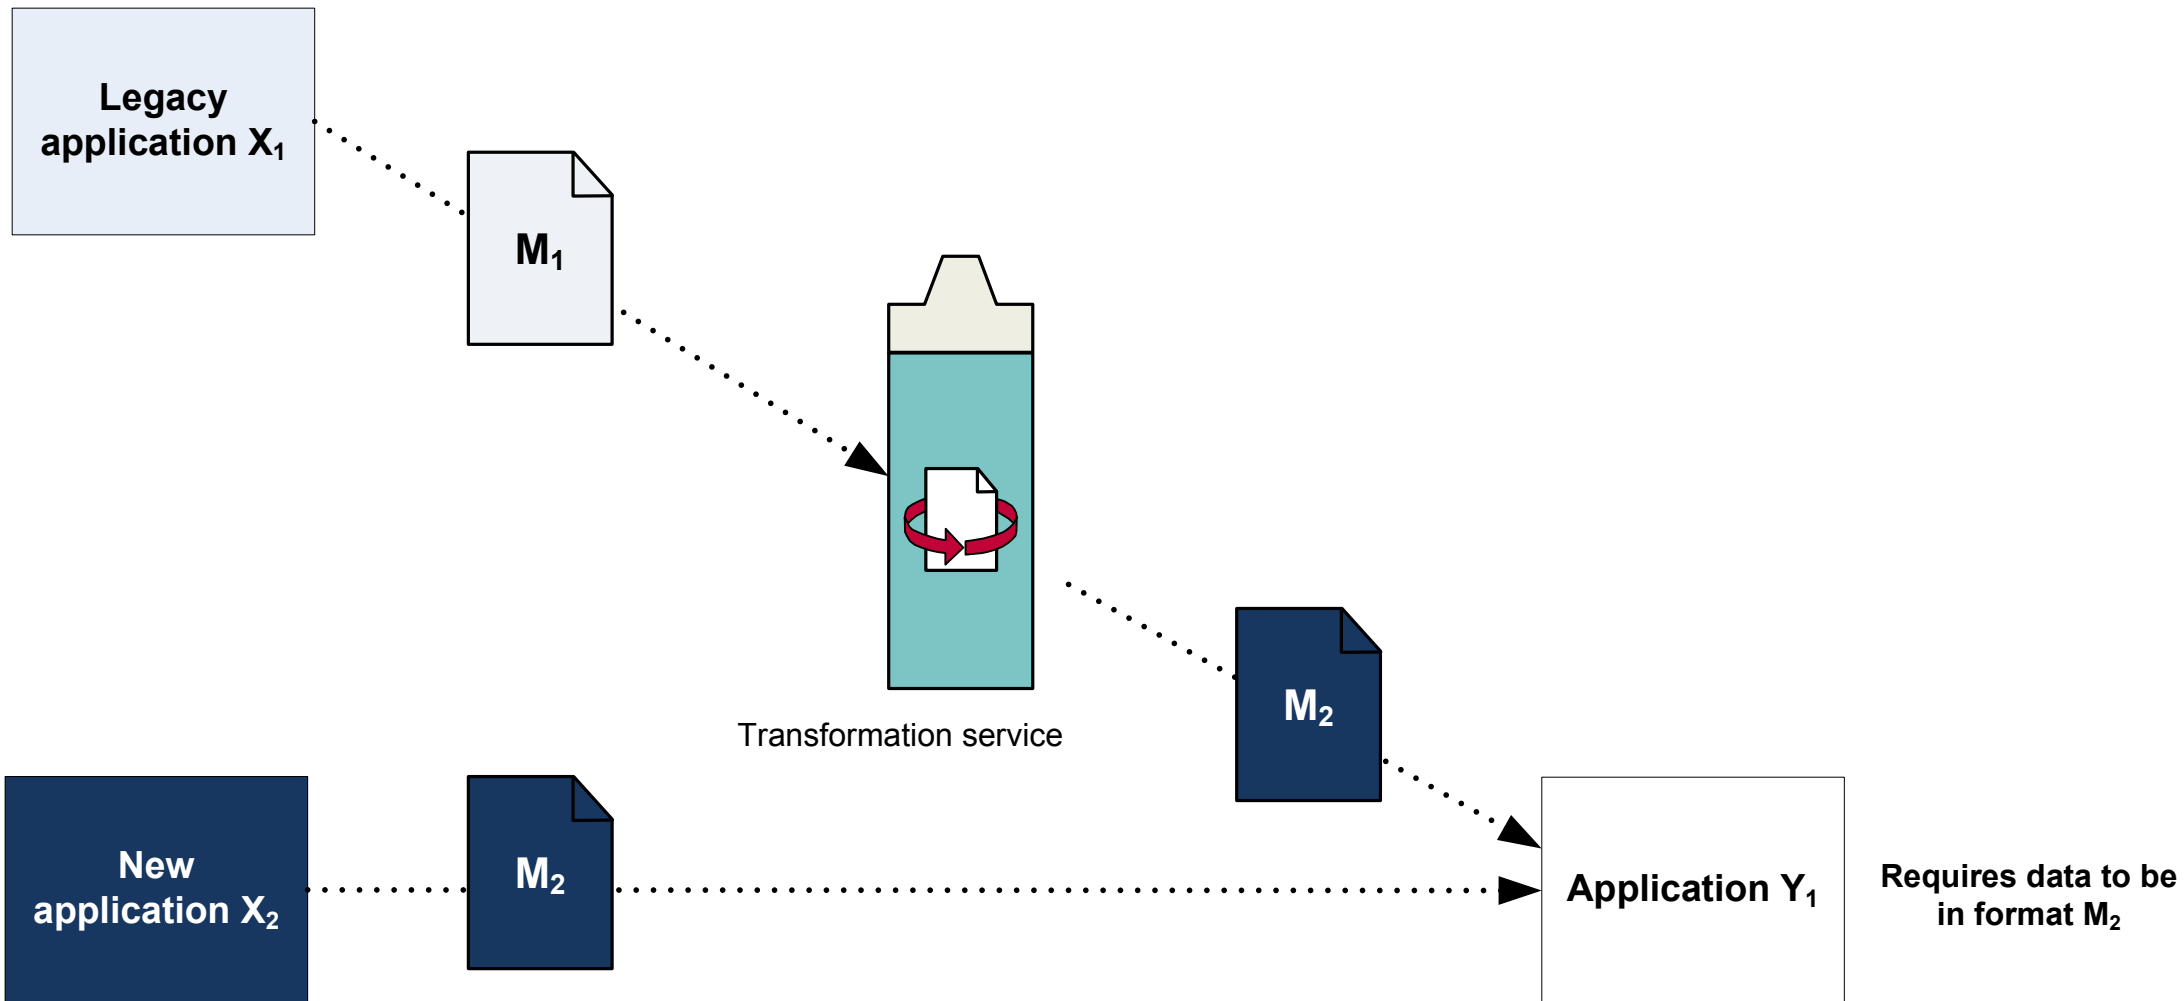 Legacy
application X₁
M₁
Transformation service
M₂
New
application X₂
M₂
Application Y₁
Requires data to be
in format M₂